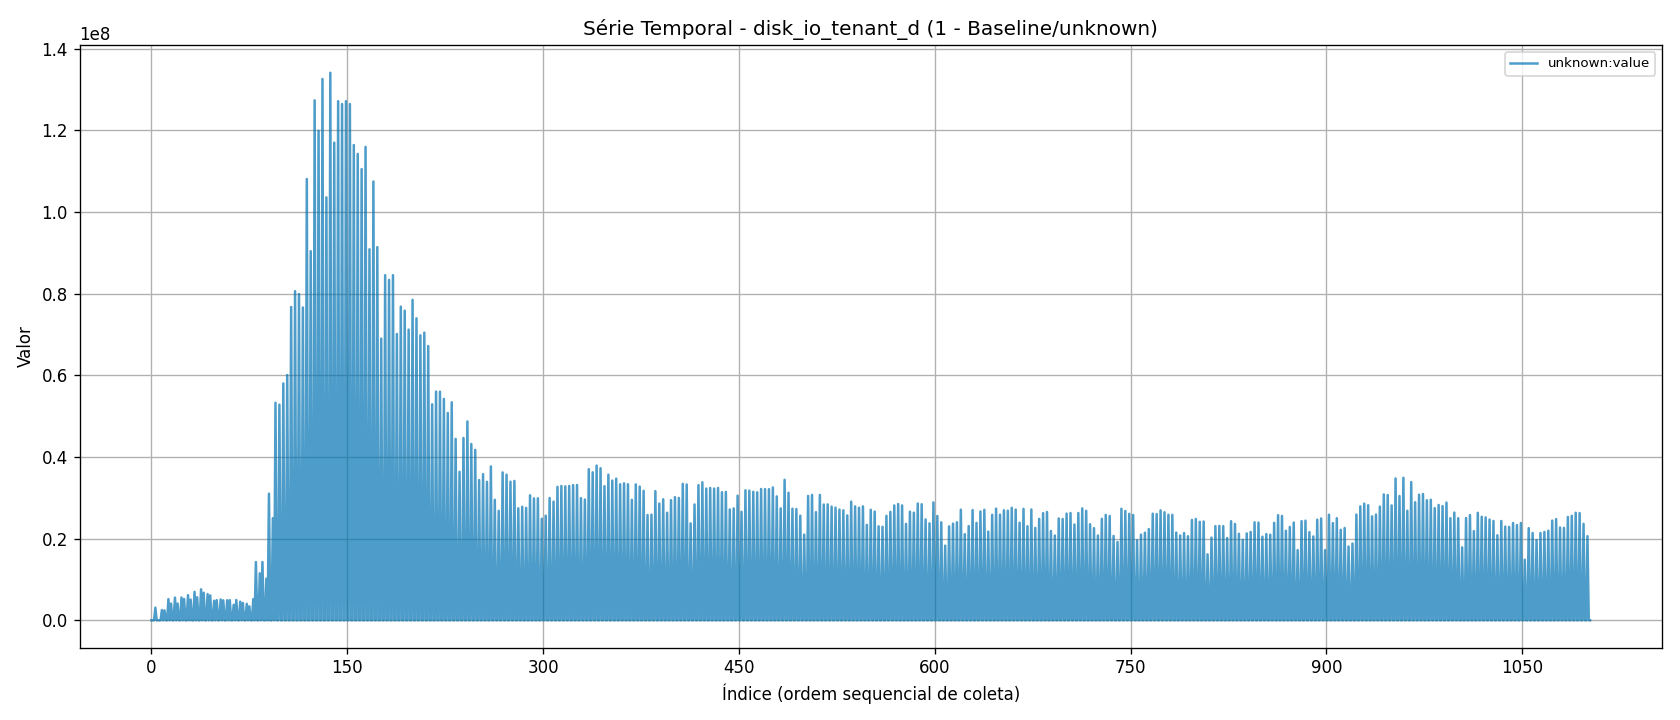 Série Temporal - disk_io_tenant_d (1 - Baseline/unknown)
1e8
unknown:value
1.4
1.2
1.0
0.8
0.6
0.4
0.2
0.0
Valor
0 150 300 450 600 750 900 1050
Índice (ordem sequencial de coleta)